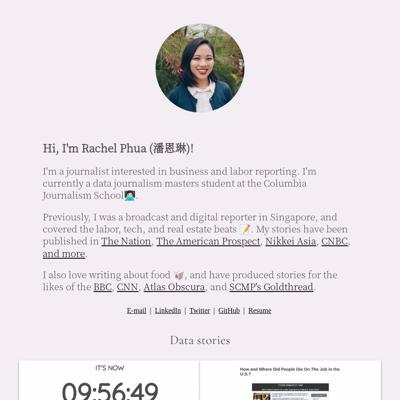 Hi, I'm Rachel Phua (潘恩琳)!
I'm a journalist interested in business and labor reporting. I'm
currently a data journalism masters student at the Columbia
Journalism School👩🏻‍💻.
Previously, I was a broadcast and digital reporter in Singapore, and
covered the labor, tech, and real estate beats 📝. My stories have been
published in The Nation, The American Prospect, Nikkei Asia, CNBC,
and more.
I also love writing about food 🥡, and have produced stories for the
likes of the BBC, CNN, Atlas Obscura, and SCMP's Goldthread.
E-mail | LinkedIn | Twitter | GitHub | Resume
Data stories
IT'S NOW
09:56:49
How and Where Did People Die On The Job in the
U.S.?